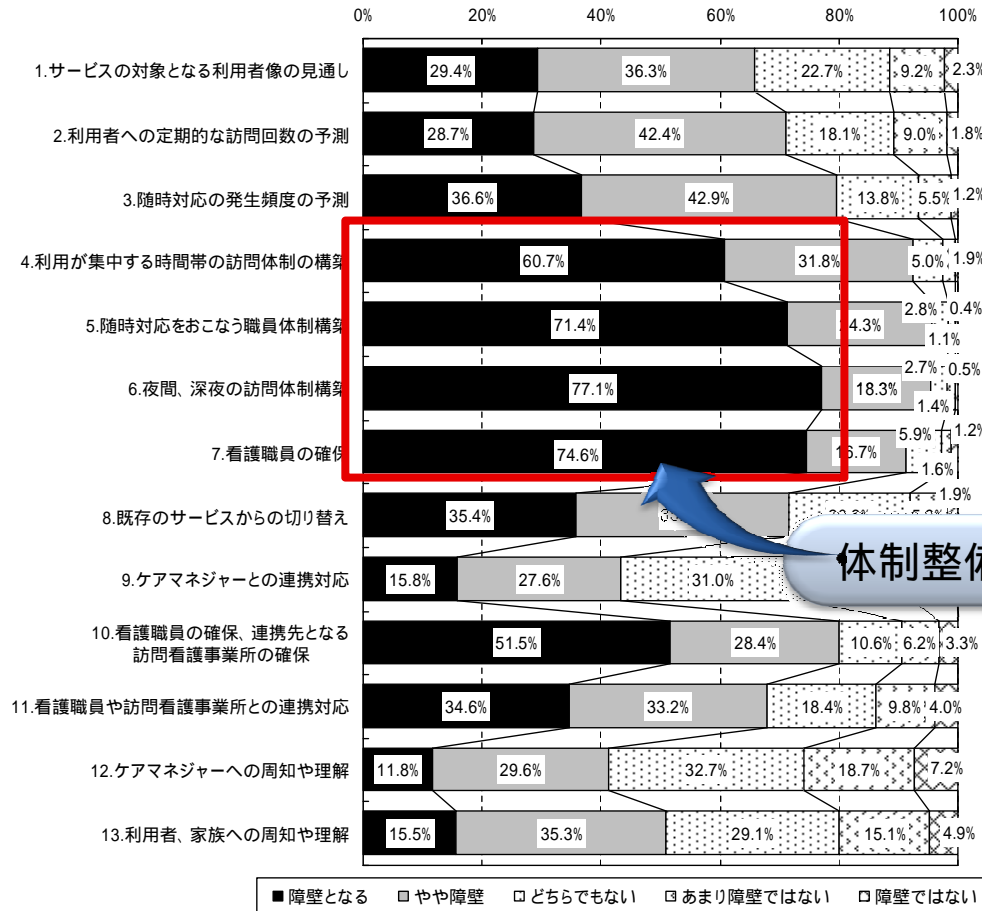 0% 20% 40% 60% 80% 100%
1.サービスの対象となる利用者像の見通し 29.4% 36.3% 22.7% 9.2% 2.3%
2.利用者への定期的な訪問回数の予測 28.7% 42.4% 18.1% 9.0% 1.8%
3.随時対応の発生頻度の予測 36.6% 42.9% 13.8% 5.5% 1.2%
4.利用が集中する時間帯の訪問体制の構築 60.7% 31.8% 5.0% 1.9%
5.随時対応をおこなう職員体制構築 71.4% 24.3% 2.8% 1.1% 0.4%
6.夜間、深夜の訪問体制構築 77.1% 18.3% 2.7% 1.4% 0.5%
7.看護職員の確保 74.6% 16.7% 5.9% 1.6% 1.2%
8.既存のサービスからの切り替え 35.4% 1.9%
体制整備
9.ケアマネジャーとの連携対応 15.8% 27.6% 31.0%
10.看護職員の確保、連携先となる
訪問看護事業所の確保 51.5% 28.4% 10.6% 6.2% 3.3%
11.看護職員や訪問看護事業所との連携対応 34.6% 33.2% 18.4% 9.8% 4.0%
12.ケアマネジャーへの周知や理解 11.8% 29.6% 32.7% 18.7% 7.2%
13.利用者、家族への周知や理解 15.5% 35.3% 29.1% 15.1% 4.9%
障壁となる やや障壁 どちらでもない あまり障壁ではない 障壁ではない